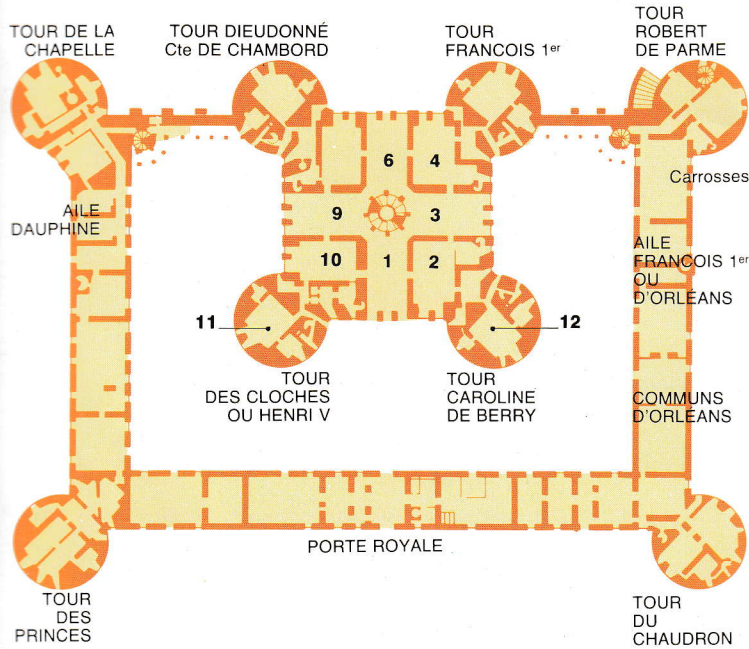 TOUR DE LA
CHAPELLE
TOUR DIEUDONNÉ
Cte DE CHAMBORD
TOUR
FRANCOIS 1er
TOUR
ROBERT
DE PARME
6
4
Carrosses
AILE
DAUPHINE
9
3
AILE
FRANCOIS 1er
OU
D'ORLÉANS
10
1
2
11
12
TOUR
DES CLOCHES
OU HENRI V
TOUR
CAROLINE
DE BERRY
COMMUNS
D'ORLÉANS
PORTE ROYALE
TOUR
DES
PRINCES
TOUR
DU
CHAUDRON